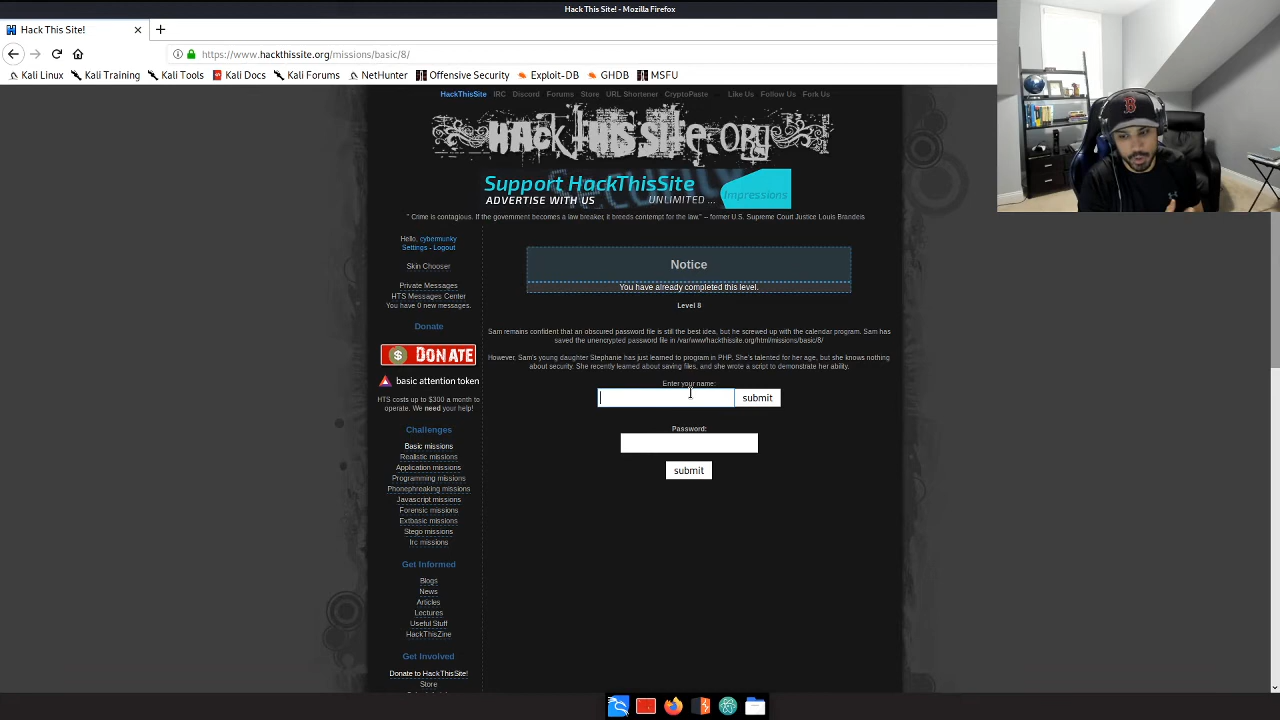 Hack This Site! - Mozilla Firefox
Hack This Site!
https://www.hackthissite.org/missions/basic/8/
Kali Linux Kali Training Kali Tools Kali Docs Kali Forums NetHunter Offensive Security Exploit-DB GHDB MSFU
HackThisSite IRC Discord Forums Store URL Shortener CryptoPaste Like Us Follow Us Fork Us
HAck THIS SITE.ORG
Support HackThisSite
ADVERTISE WITH US UNLIMITED ... Impressions
" Crime is contagious. If the government becomes a law breaker, it breeds contempt for the law." – former U.S. Supreme Court Justice Louis Brandeis
Hello, cybermunky
Settings - Logout
Skin Chooser
Private Messages
HTS Messages Center
You have 0 new messages.
Donate
$ DONATE
basic attention token
HTS costs up to $300 a month to
operate. We need your help!
Challenges
Basic missions
Realistic missions
Application missions
Programming missions
Phonephreaking missions
Javascript missions
Forensic missions
Extbasic missions
Stego missions
Irc missions
Get Informed
Blogs
News
Articles
Lectures
Useful Stuff
HackThisZine
Get Involved
Donate to HackThisSite!
Store
Notice
You have already completed this level.
Level 8
Sam remains confident that an obscured password file is still the best idea, but he screwed up with the calendar program. Sam has
saved the unencrypted password file in /var/www/hackthissite.org/html/missions/basic/8/
However, Sam's young daughter Stephanie has just learned to program in PHP. She's talented for her age, but she knows nothing
about security. She recently learned about saving files, and she wrote a script to demonstrate her ability.
Enter your name:
submit
Password:
submit
B